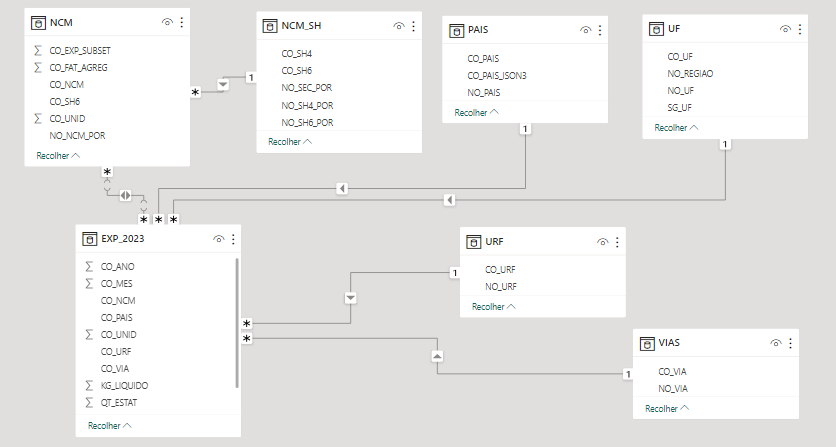 NCM
CO_EXP_SUBSET
CO_FAT_AGREG
CO_NCM
CO_SH6
CO_UNID
NO_NCM_POR
Recolher
NCM_SH
CO_SH4
CO_SH6
NO_SEC_POR
NO_SH4_POR
NO_SH6_POR
Recolher
PAIS
CO_PAIS
CO_PAIS_ISON3
NO_PAIS
Recolher
UF
CO_UF
NO_REGIAO
NO_UF
SG_UF
Recolher
* 1
1
1
*
* * *
EXP_2023
CO_ANO
CO_MES
CO_NCM
CO_PAIS
CO_UNID
CO_URF
CO_VIA
KG_LIQUIDO
QT_ESTAT
Recolher
* 1
* 1
URF
CO_URF
NO_URF
Recolher
VIAS
CO_VIA
NO_VIA
Recolher